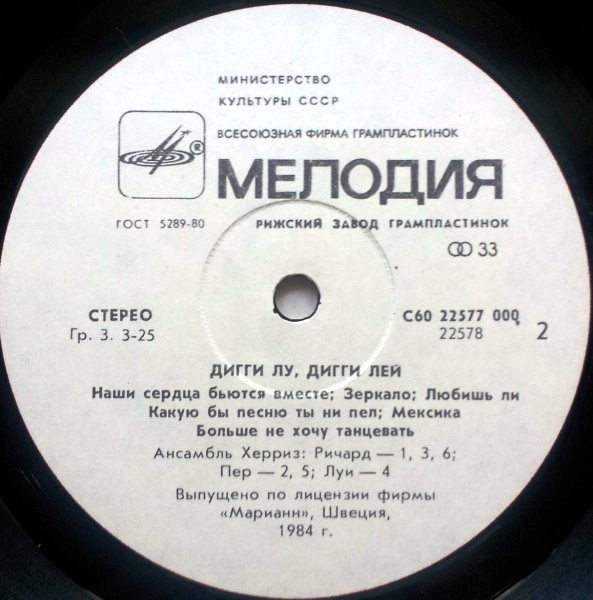 МИНИСТЕРСТВО
КУЛЬТУРЫ СССР
ВСЕСОЮЗНАЯ ФИРМА ГРАМПЛАСТИНОК
®
МЕЛОДИЯ
ГОСТ 5289-80 РИЖСКИЙ ЗАВОД ГРАМПЛАСТИНОК
33
СТЕРЕО С60 22577 000
Гр. 3. 3-25 22578 2
ДИГГИ ЛУ, ДИГГИ ЛЕЙ
Наши сердца бьются вместе; Зеркало; Любишь ли
Какую бы песню ты ни пел; Мексика
Больше не хочу танцевать
Ансамбль Херриз: Ричард — 1, 3, 6;
Пер — 2, 5; Луи — 4
Выпущено по лицензии фирмы
«Марианн», Швеция,
1984 г.